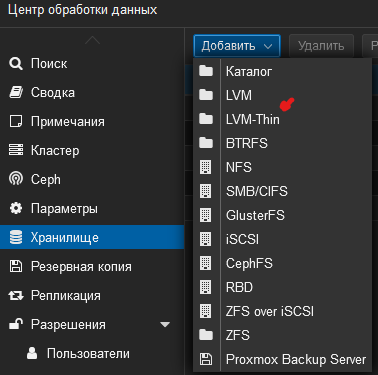 Центр обработки данных
Поиск
Сводка
Примечания
Кластер
Ceph
Параметры
Хранилище
Резервная копия
Репликация
Разрешения
Пользователи
Добавить
Удалить
Каталог
LVM
LVM-Thin
BTRFS
NFS
SMB/CIFS
GlusterFS
iSCSI
CephFS
RBD
ZFS over iSCSI
ZFS
Proxmox Backup Server